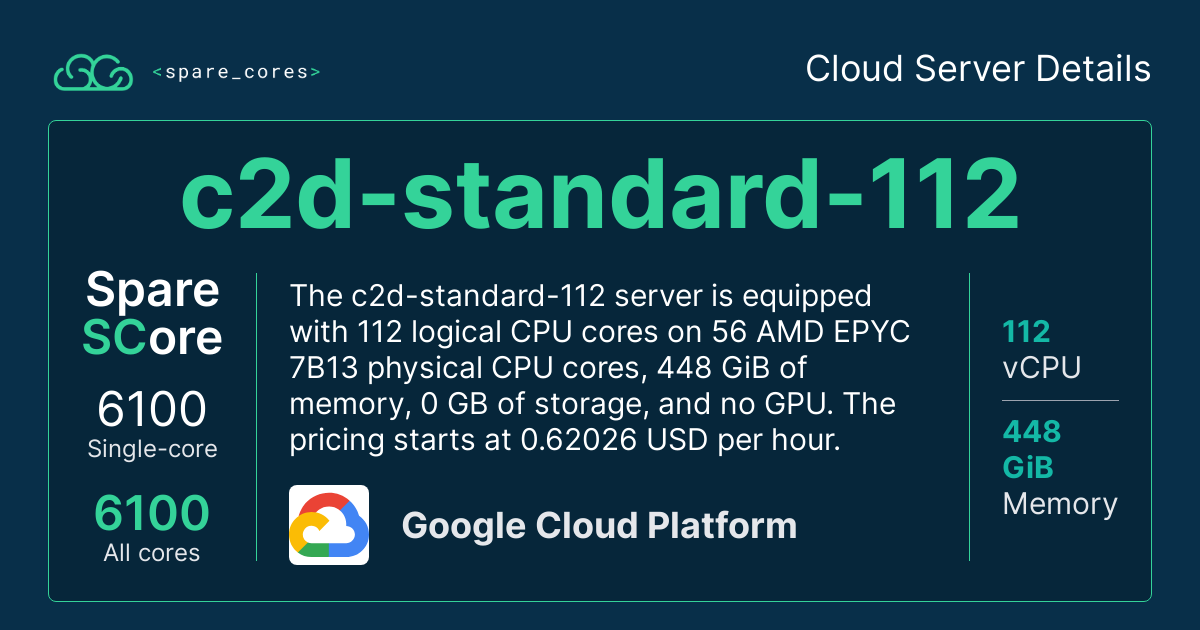 <spare_cores>
Cloud Server Details
c2d-standard-112
Spare
SCore
6100
Single-core
6100
All cores
The c2d-standard-112 server is equipped
with 112 logical CPU cores on 56 AMD EPYC
7B13 physical CPU cores, 448 GiB of
memory, 0 GB of storage, and no GPU. The
pricing starts at 0.62026 USD per hour.
Google Cloud Platform
112
vCPU
448
GiB
Memory